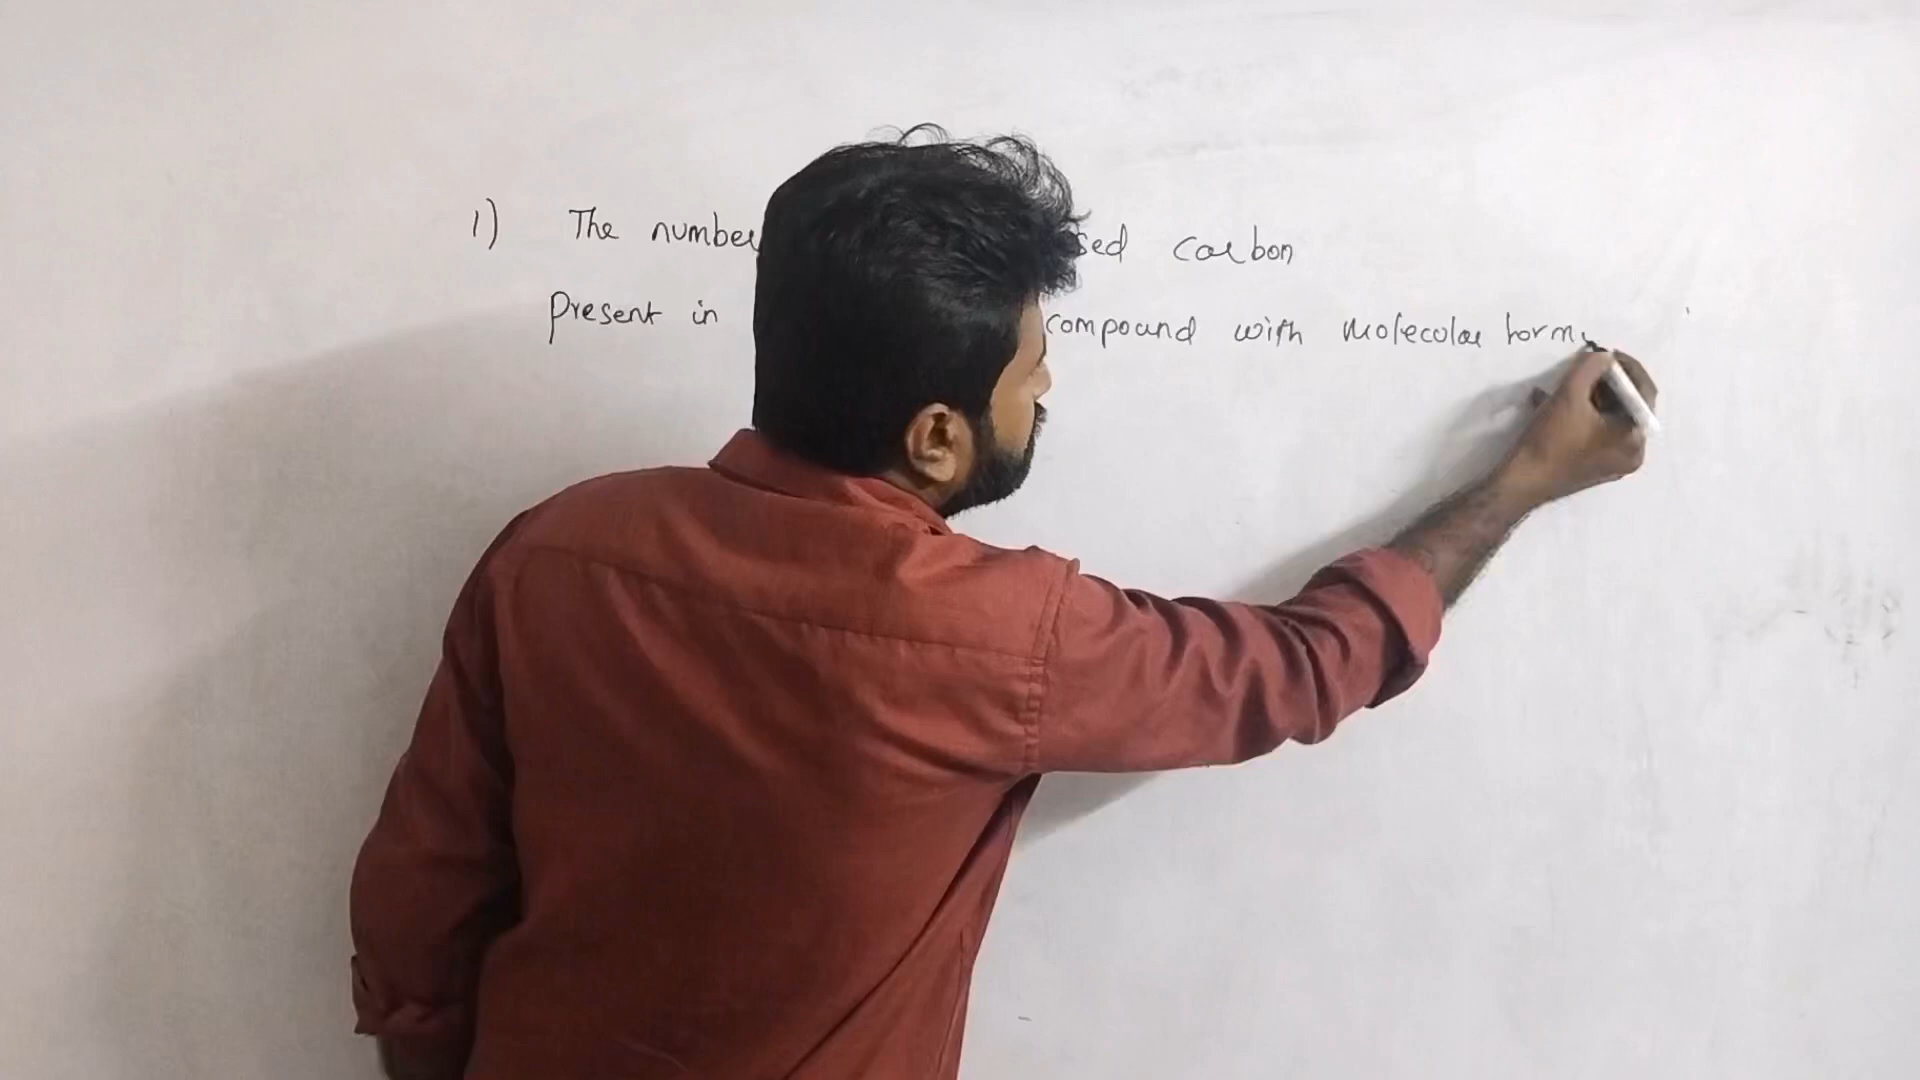 1) The number sed carbon
Present in compound with molecular form